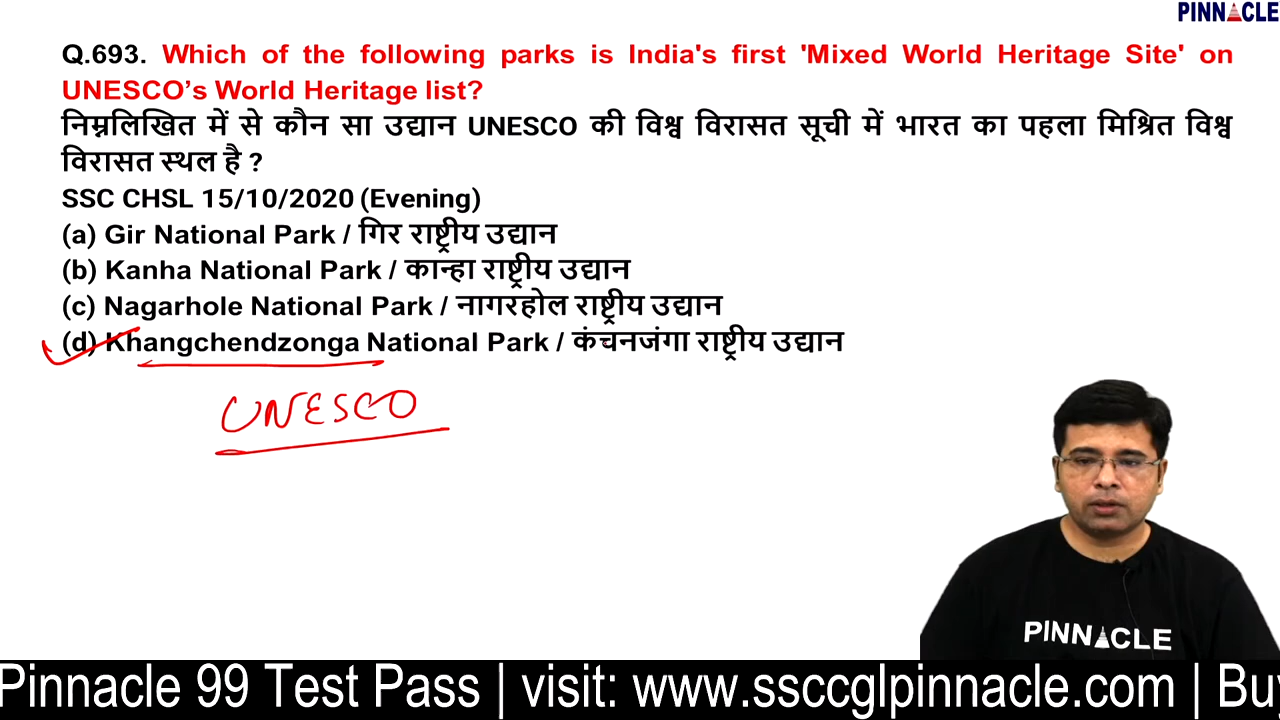 PINNACLE
Q.693. Which of the following parks is India's first 'Mixed World Heritage Site' on
UNESCO’s World Heritage list?
निम्नलिखित में से कौन सा उद्यान UNESCO की विश्व विरासत सूची में भारत का पहला मिश्रित विश्व
विरासत स्थल है ?
SSC CHSL 15/10/2020 (Evening)
(a) Gir National Park / गिर राष्ट्रीय उद्यान
(b) Kanha National Park / कान्हा राष्ट्रीय उद्यान
(c) Nagarhole National Park / नागरहोल राष्ट्रीय उद्यान
(d) Khangchendzonga National Park / कंचनजंगा राष्ट्रीय उद्यान
UNESCO
PINNACLE
Pinnacle 99 Test Pass | visit: www.ssccglpinnacle.com | Buy